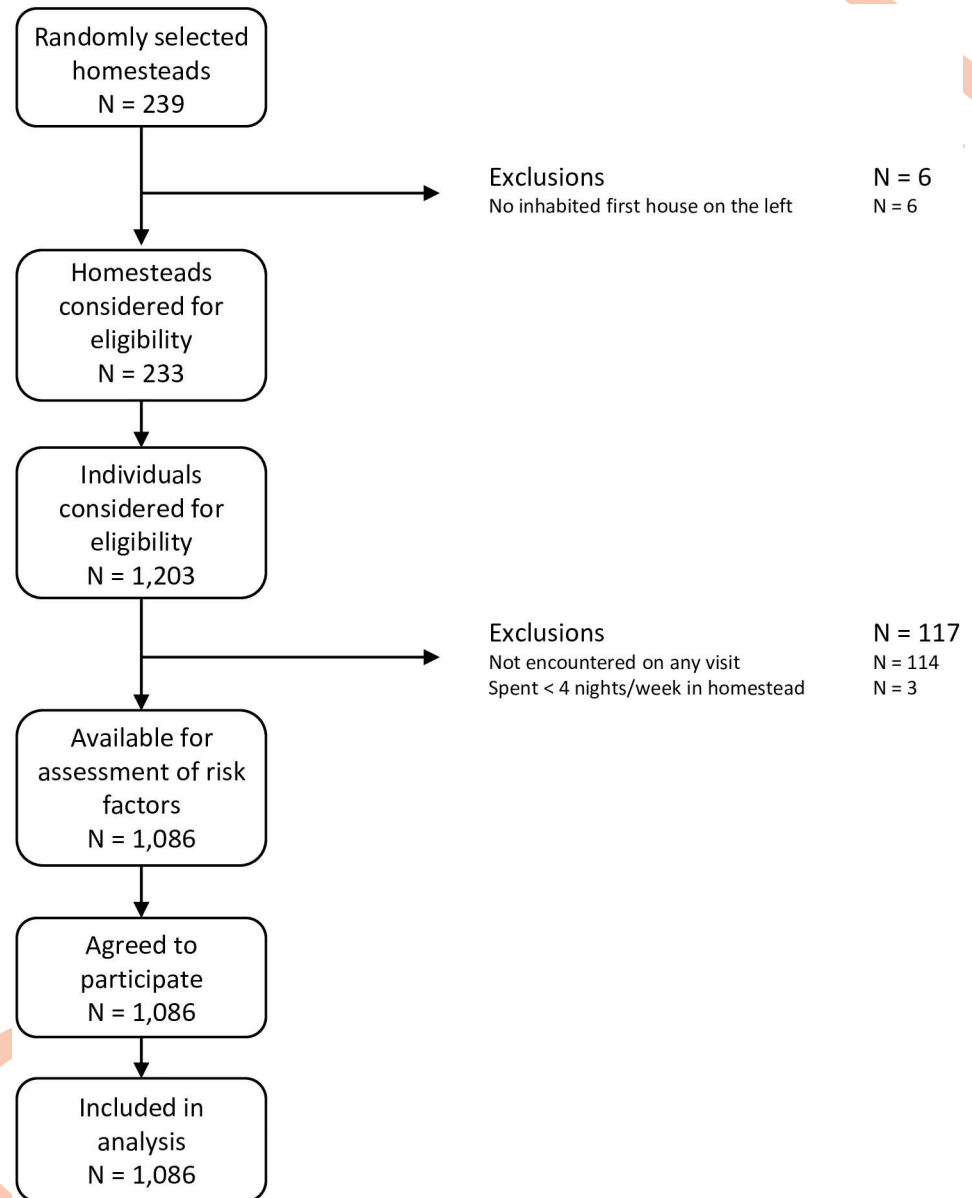 Randomly selected
homesteads
N = 239
Exclusions N = 6
No inhabited first house on the left N = 6
Homesteads
considered for
eligibility
N = 233
Individuals
considered for
eligibility
N = 1,203
Exclusions N = 117
Not encountered on any visit N = 114
Spent < 4 nights/week in homestead N = 3
Available for
assessment of risk
factors
N = 1,086
Agreed to
participate
N = 1,086
Included in
analysis
N = 1,086